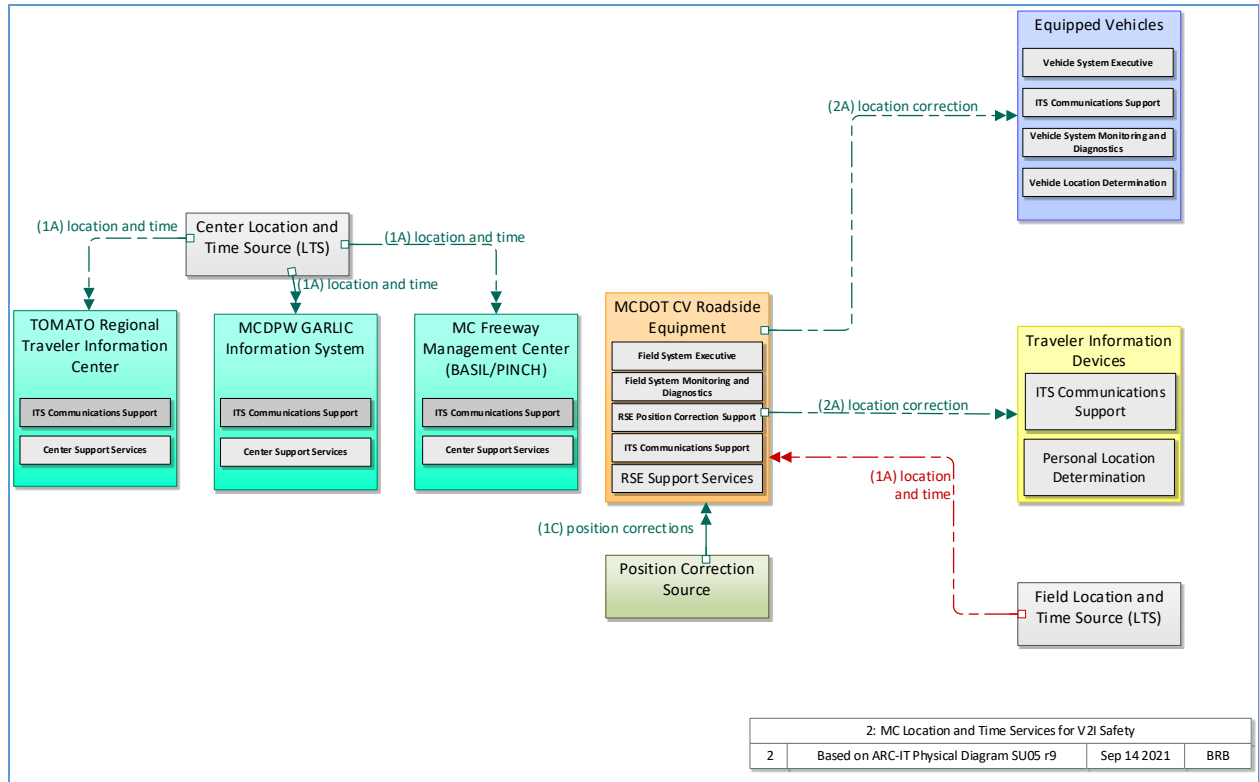 Equipped Vehicles
Vehicle System Executive
ITS Communications Support
Vehicle System Monitoring and
Diagnostics
Vehicle Location Determination
(2A) location correction
(1A) location and time
Center Location and
Time Source (LTS)
(1A) location and time
(1A) location and time
TOMATO Regional
Traveler Information
Center
ITS Communications Support
Center Support Services
MCDPW GARLIC
Information System
ITS Communications Support
Center Support Services
MC Freeway
Management Center
(BASIL/PINCH)
ITS Communications Support
Center Support Services
MCDOT CV Roadside
Equipment
Field System Executive
Field System Monitoring and
Diagnostics
RSE Position Correction Support
ITS Communications Support
RSE Support Services
(2A) location correction
Traveler Information
Devices
ITS Communications
Support
Personal Location
Determination
(1A) location
and time
(1C) position corrections
Position Correction
Source
Field Location and
Time Source (LTS)
2: MC Location and Time Services for V2I Safety
2 Based on ARC-IT Physical Diagram SU05 r9 Sep 14 2021 BRB